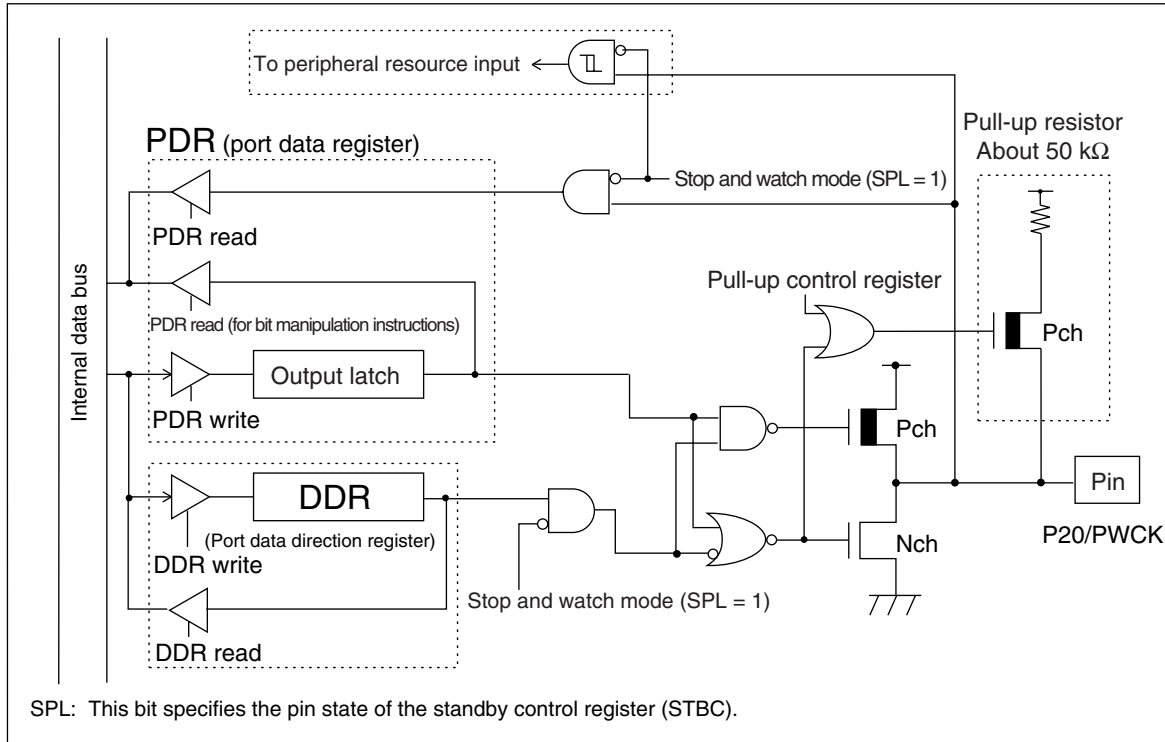 To peripheral resource input
PDR (port data register)
Pull-up resistor
About 50 kΩ
Stop and watch mode (SPL = 1)
PDR read
Pull-up control register
Internal data bus
PDR read (for bit manipulation instructions)
Pch
Output latch
PDR write
Pch
DDR
Pin
(Port data direction register)
P20/PWCK
DDR write
Nch
Stop and watch mode (SPL = 1)
DDR read
SPL: This bit specifies the pin state of the standby control register (STBC).